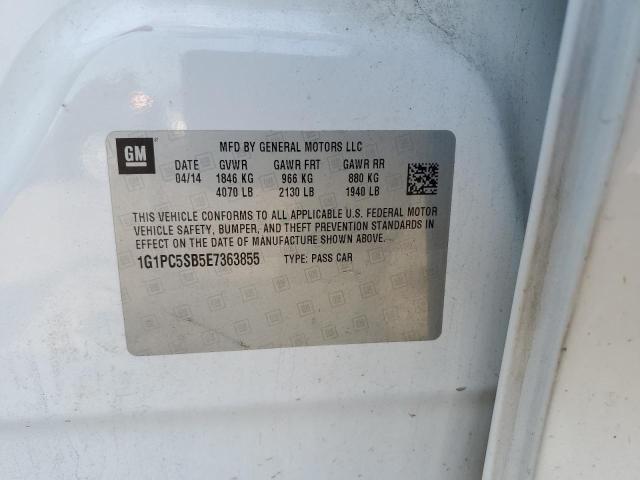 GM
MFD BY GENERAL MOTORS LLC
DATE GVWR GAWR FRT GAWR RR
04/14 1846 KG 966 KG 880 KG
4070 LB 2130 LB 1940 LB
THIS VEHICLE CONFORMS TO ALL APPLICABLE U.S. FEDERAL MOTOR
VEHICLE SAFETY, BUMPER, AND THEFT PREVENTION STANDARDS IN
EFFECT ON THE DATE OF MANUFACTURE SHOWN ABOVE.
1G1PC5SB5E7363855 TYPE: PASS CAR